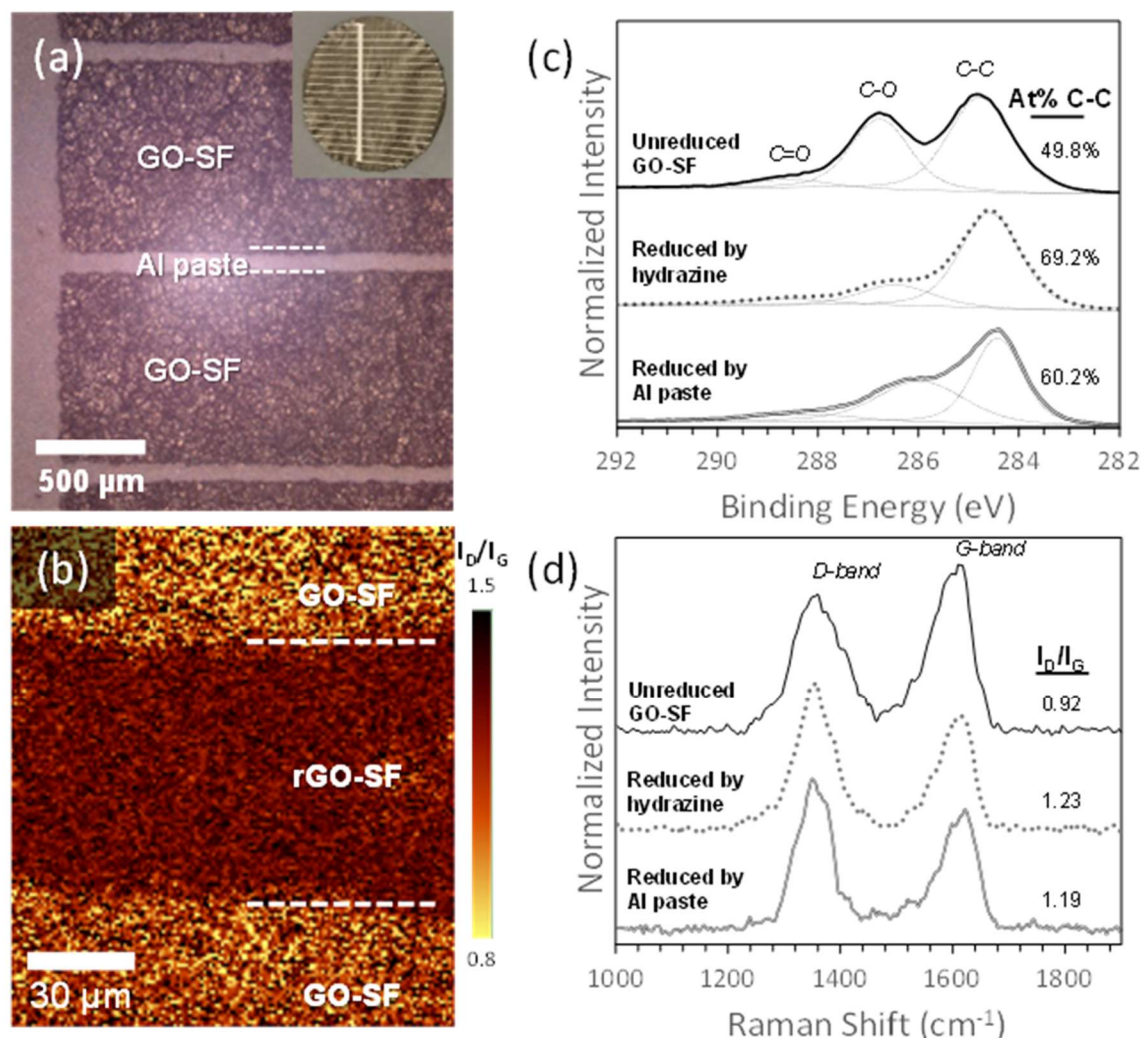 (a)
GO-SF
Al paste
GO-SF
500 µm
(b)
I_D/I_G
1.5
GO-SF
rGO-SF
0.8
30 µm
GO-SF
(c)
C-O
C-C
At% C-C
Unreduced
GO-SF
C=O
49.8%
Reduced by
hydrazine
69.2%
Reduced by
Al paste
60.2%
292 290 288 286 284 282
Binding Energy (eV)
Normalized Intensity
(d)
D-band
G-band
I_D/I_G
Unreduced
GO-SF
0.92
Reduced by
hydrazine
1.23
Reduced by
Al paste
1.19
1000 1200 1400 1600 1800
Raman Shift (cm⁻¹)
Normalized Intensity